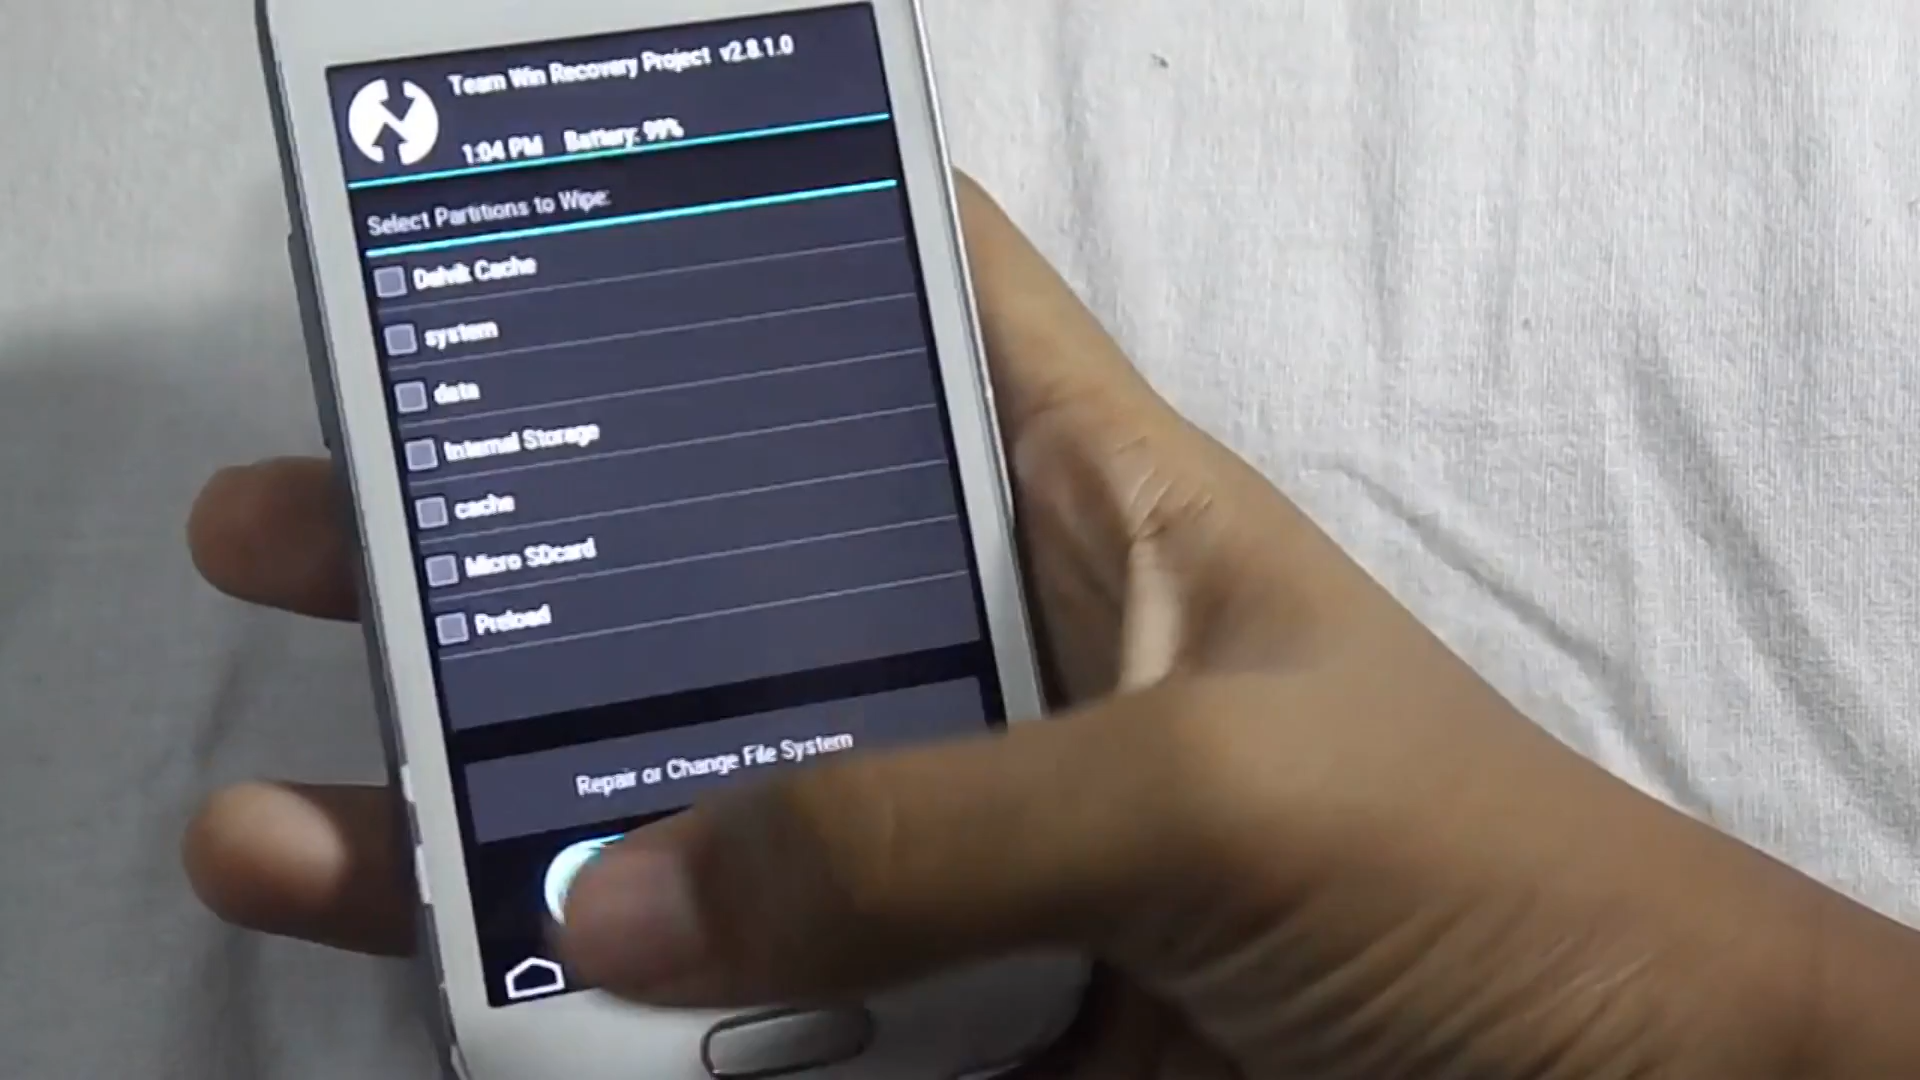 Team Win Recovery Project v2.8.1.0
1:04 PM Battery: 99%
Select Partitions to Wipe:
Dalvik Cache
system
data
Internal Storage
cache
Micro SDcard
Preload
Repair or Change File System